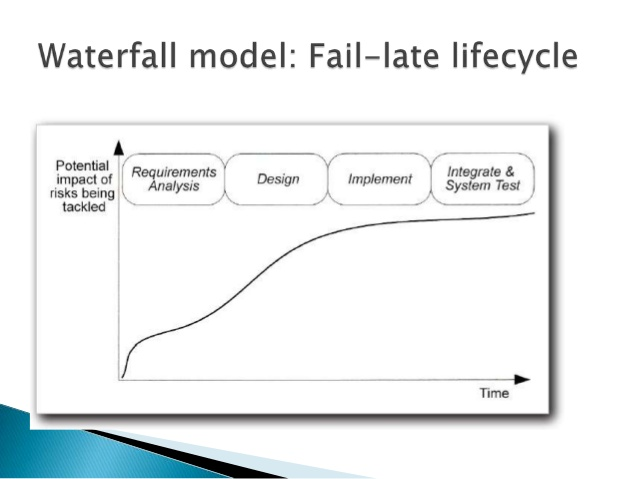 Waterfall model: Fail-late lifecycle
Potential
impact of
risks being
tackled
Requirements
Analysis
Design
Implement
Integrate &
System Test
Time